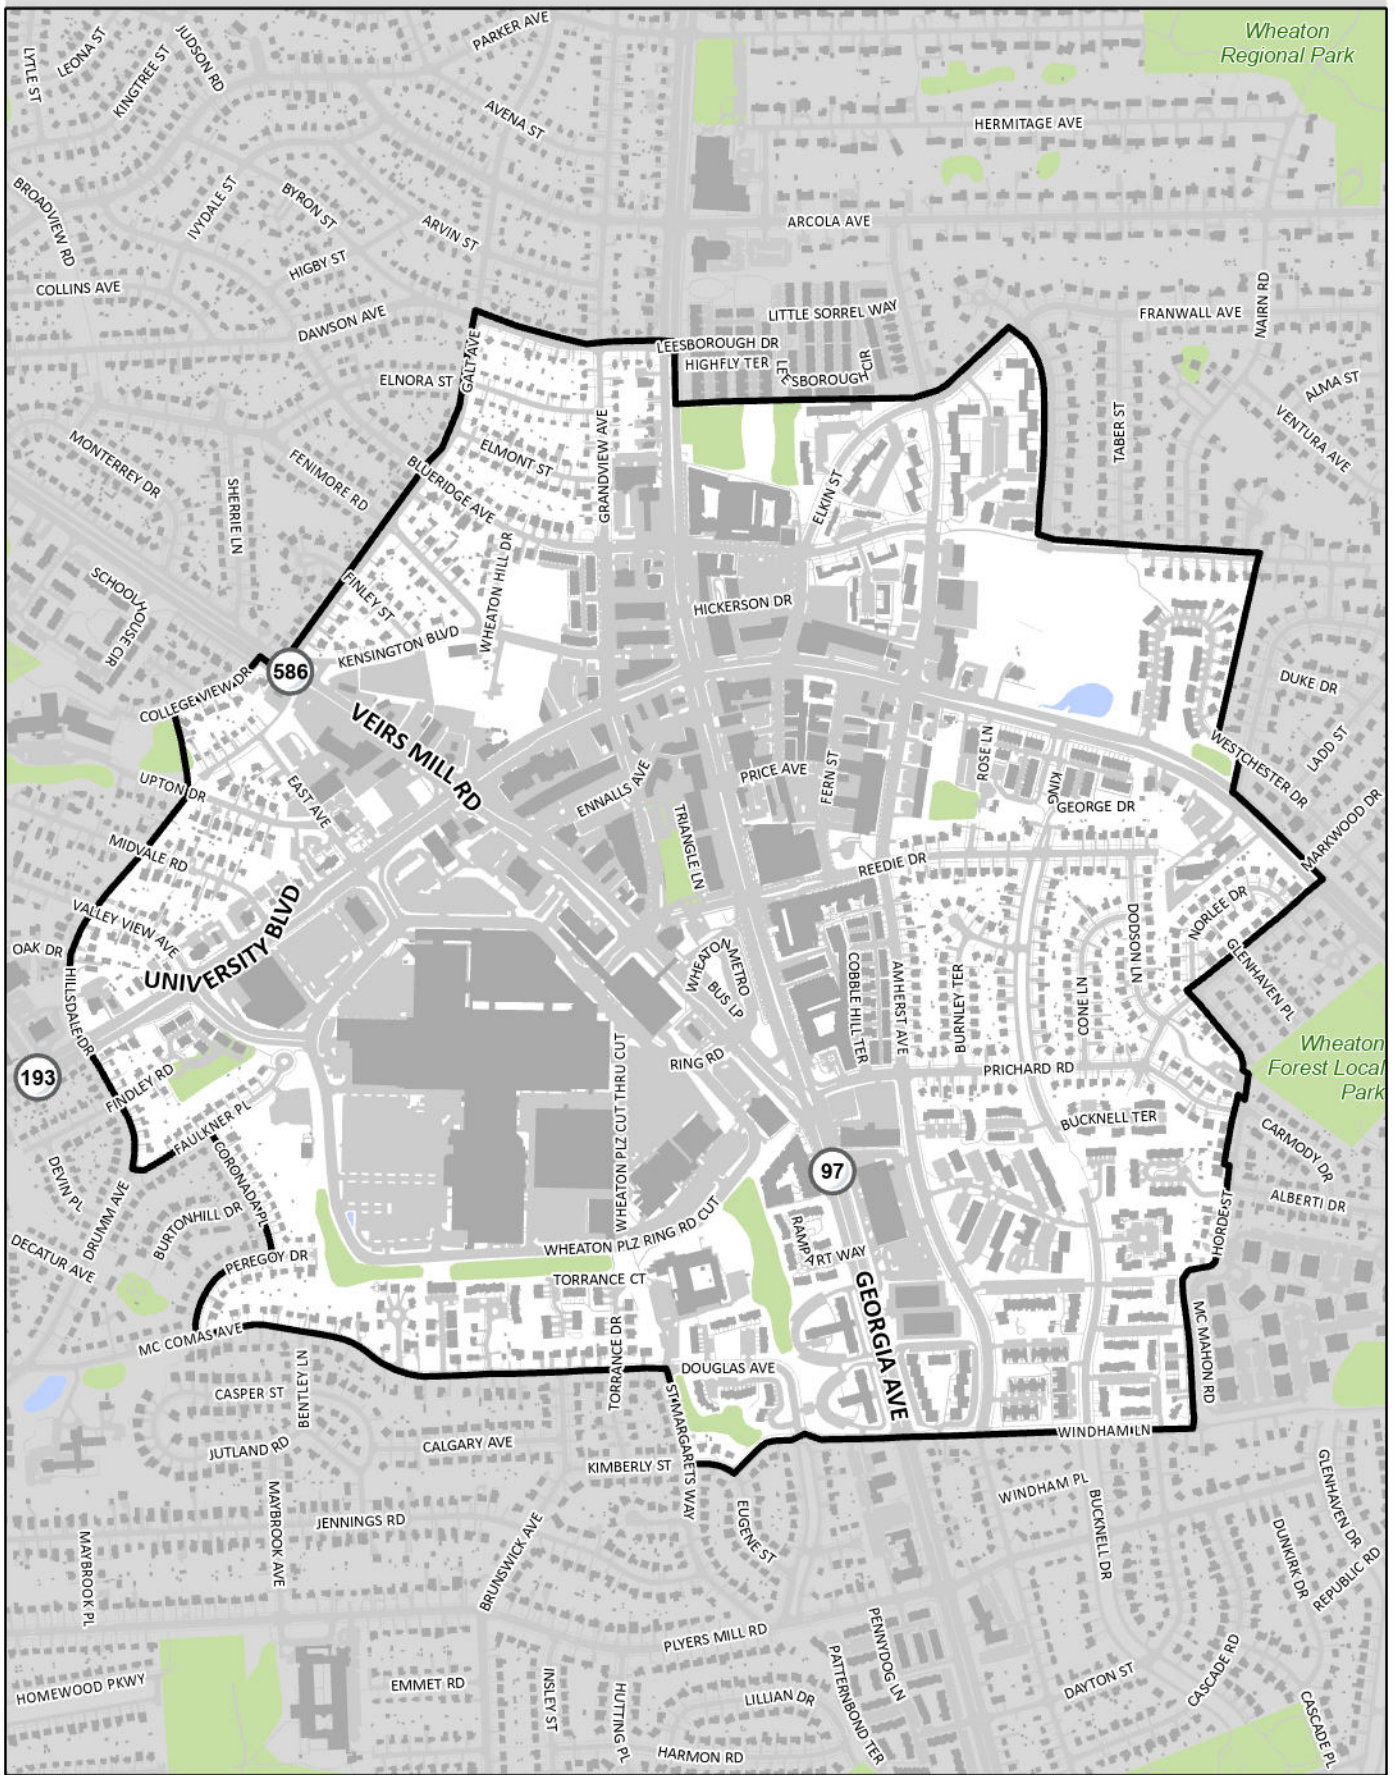 Wheaton
Regional Park
PARKER AVE
JUDSON RD
LEONA ST
LYTLE ST
KINGTREE ST
AVENA ST
HERMITAGE AVE
BROADVIEW RD
IVYDALE ST
BYRON ST
ARVIN ST
ARCOLA AVE
HIGBY ST
COLLINS AVE
DAWSON AVE
LITTLE SORREL WAY
FRANWALL AVE
NAIRN RD
LEESBOROUGH DR
HIGHFLY TER
LEESBOROUGH CIR
GALT AVE
ELNORA ST
ALMA ST
VENTURA AVE
TABER ST
GRANDVIEW AVE
ELMONT ST
BLUERIDGE AVE
FENIMORE RD
MONTERREY DR
SHERRIE LN
ELKIN ST
WHEATON HILL DR
FINLEY ST
HICKERSON DR
SCHOOLHOUSE CIR
KENSINGTON BLVD
586
COLLEGE VIEW DR
DUKE DR
LADD ST
VEIRS MILL RD
WESTCHESTER DR
ROSE LN
PRICE AVE
FERN ST
ENNALLS AVE
KING GEORGE DR
UPTON DR
EAST AVE
MARKWOOD DR
TRIANGLE LN
MIDVALE RD
REEDIE DR
NORLEE DR
DODSON LN
VALLEY VIEW AVE
UNIVERSITY BLVD
OAK DR
HILLSDALE DR
WHEATON METRO BUS LP
COBBLE HILL TER
AMHERST AVE
BURNLEY TER
CONE LN
GLENHAVEN PL
Wheaton
Forest Local
Park
193
RING RD
WHEATON PLZ CUT THRU CUT
PRICHARD RD
FINDLEY RD
FAULKNER PL
BUCKNELL TER
CARMODY DR
DEVIN PL
DRUMM AVE
CORONADA PL
97
ALBERTI DR
BURTONHILL DR
HORDE ST
DECATUR AVE
PEREGOY DR
WHEATON PLZ RING RD CUT
RAMPART WAY
TORRANCE CT
GEORGIA AVE
MC COMAS AVE
TORRANCE DR
MC MAHON RD
DOUGLAS AVE
CASPER ST
BENTLEY LN
ST MARGARETS WAY
WINDHAM LN
JUTLAND RD
CALGARY AVE
KIMBERLY ST
WINDHAM PL
BUCKNELL DR
GLENHAVEN DR
MAYBROOK AVE
JENNINGS RD
EUGENE ST
DUNKIRK DR
REPUBLIC RD
MAYBROOK PL
BRUNSWICK AVE
PLYERS MILL RD
PENNYDOG LN
PATTERNBOND TER
CASCADE RD
HOMEWOOD PKWY
EMMET RD
INSLEY ST
HUTTING PL
LILLIAN DR
DAYTON ST
CASCADE PL
HARMON RD